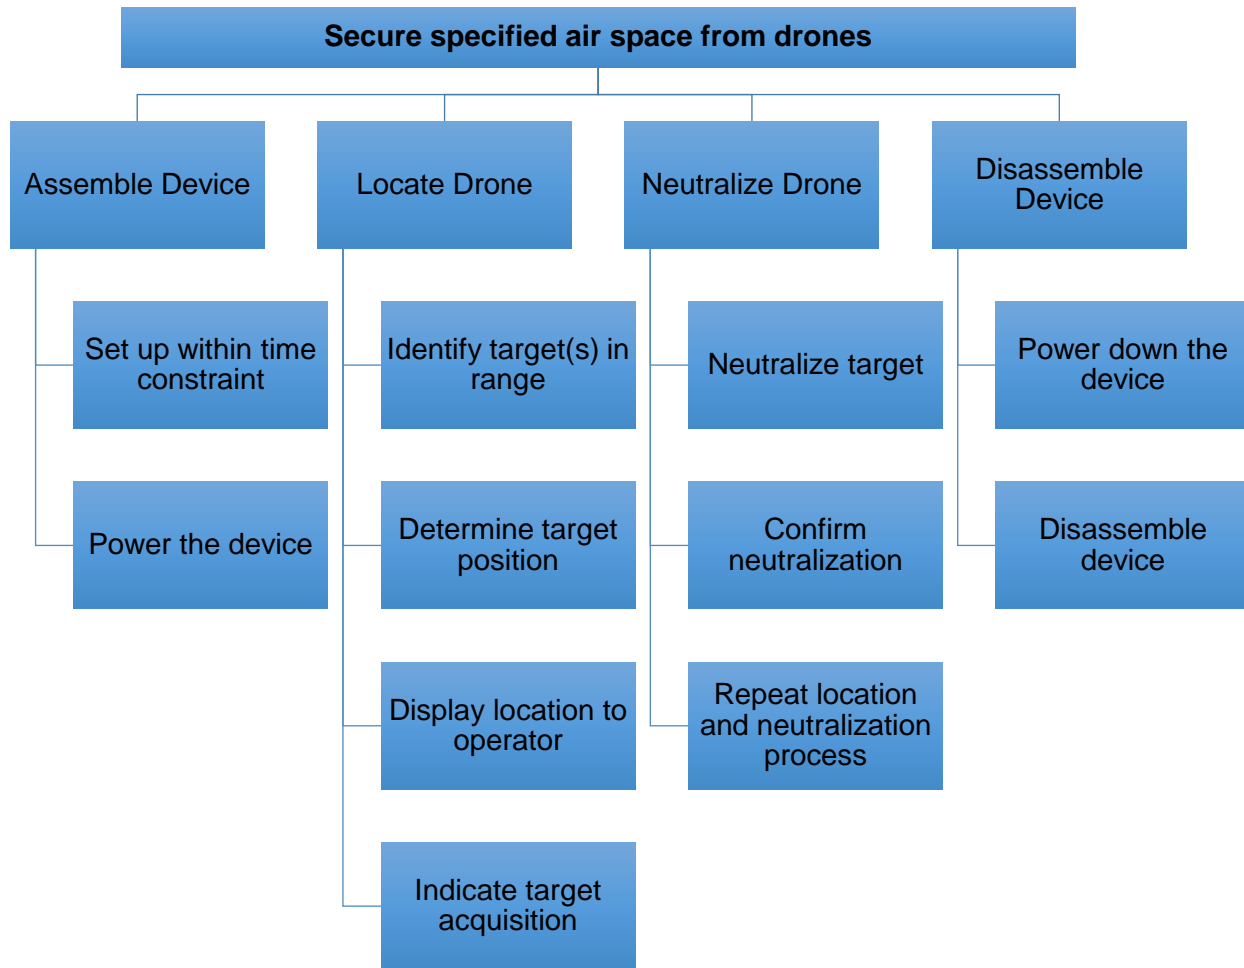 Secure specified air space from drones
Assemble Device
Locate Drone
Neutralize Drone
Disassemble
Device
Set up within time
constraint
Power the device
Identify target(s) in
range
Determine target
position
Display location to
operator
Indicate target
acquisition
Neutralize target
Confirm
neutralization
Repeat location
and neutralization
process
Power down the
device
Disassemble
device